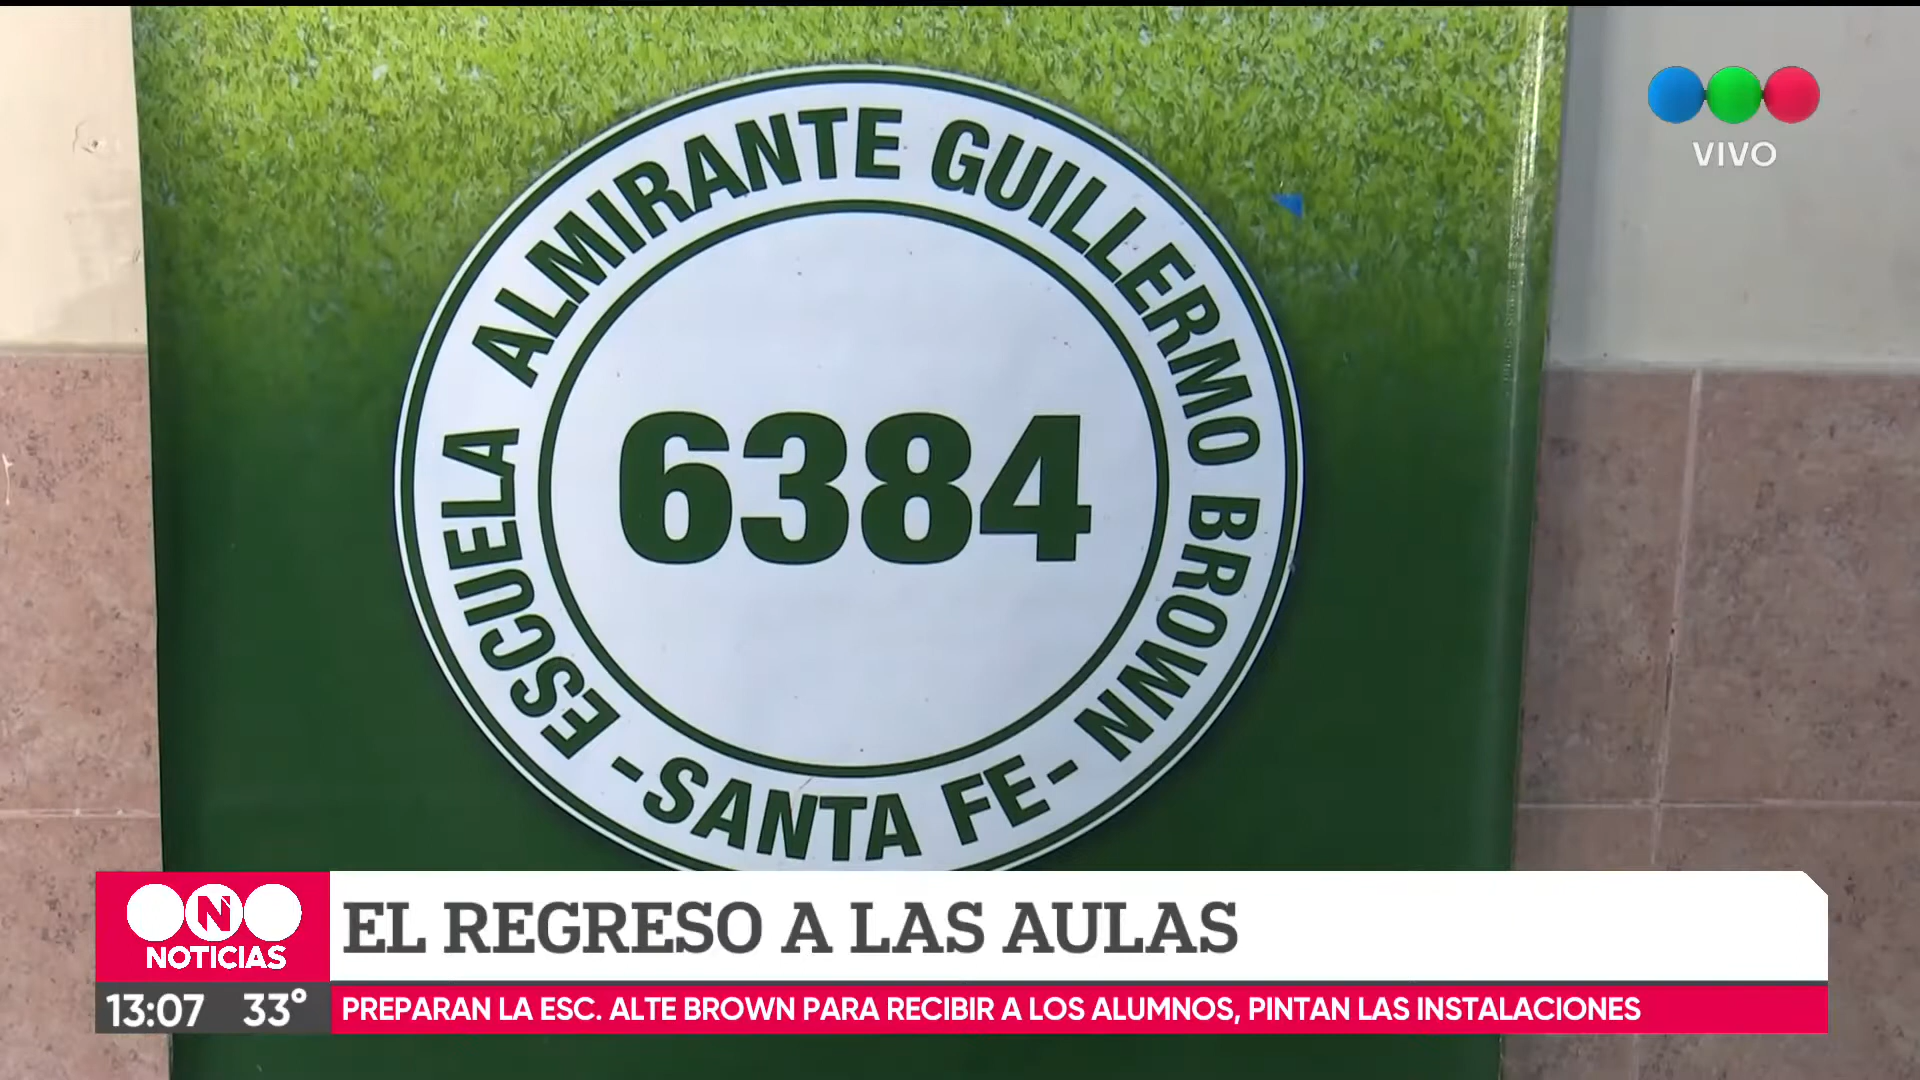 VIVO
ESCUELA ALMIRANTE GUILLERMO BROWN
6384
-SANTA FE-
N
NOTICIAS
EL REGRESO A LAS AULAS
13:07 33°
PREPARAN LA ESC. ALTE BROWN PARA RECIBIR A LOS ALUMNOS, PINTAN LAS INSTALACIONES